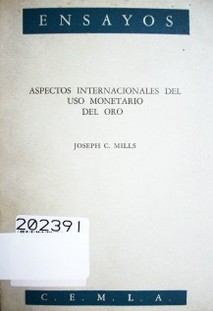 ENSAYOS
ASPECTOS INTERNACIONALES DEL
USO MONETARIO
DEL ORO
JOSEPH C. MILLS
202391
C. E. M. L. A.